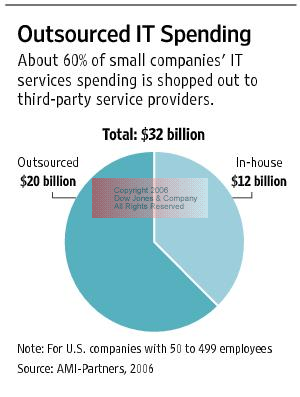 Outsourced IT Spending
About 60% of small companies' IT
services spending is shopped out to
third-party service providers.
Total: $32 billion
Outsourced
$20 billion
In-house
$12 billion
Copyright 2006
Dow Jones & Company
All Rights Reserved
Note: For U.S. companies with 50 to 499 employees
Source: AMI-Partners, 2006